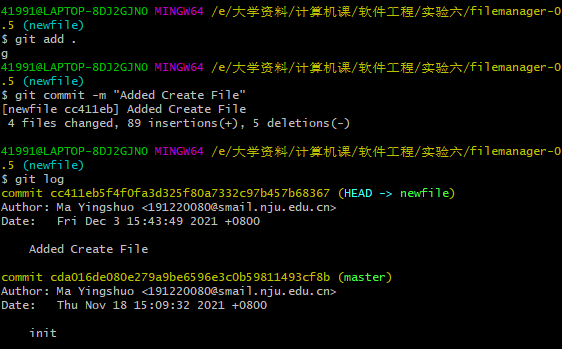 41991@LAPTOP-8DJ2GJNO MINGW64 /e/大学资料/计算机课/软件工程/实验六/filemanager-0
.5 (newfile)
$ git add .
g
41991@LAPTOP-8DJ2GJNO MINGW64 /e/大学资料/计算机课/软件工程/实验六/filemanager-0
.5 (newfile)
$ git commit -m "Added Create File"
[newfile cc411eb] Added Create File
4 files changed, 89 insertions(+), 5 deletions(-)
41991@LAPTOP-8DJ2GJNO MINGW64 /e/大学资料/计算机课/软件工程/实验六/filemanager-0
.5 (newfile)
$ git log
commit cc411eb5f4f0fa3d325f80a7332c97b457b68367 (HEAD -> newfile)
Author: Ma Yingshuo <191220080@smail.nju.edu.cn>
Date: Fri Dec 3 15:43:49 2021 +0800
Added Create File
commit cda016de080e279a9be6596e3c0b59811493cf8b (master)
Author: Ma Yingshuo <191220080@smail.nju.edu.cn>
Date: Thu Nov 18 15:09:32 2021 +0800
init